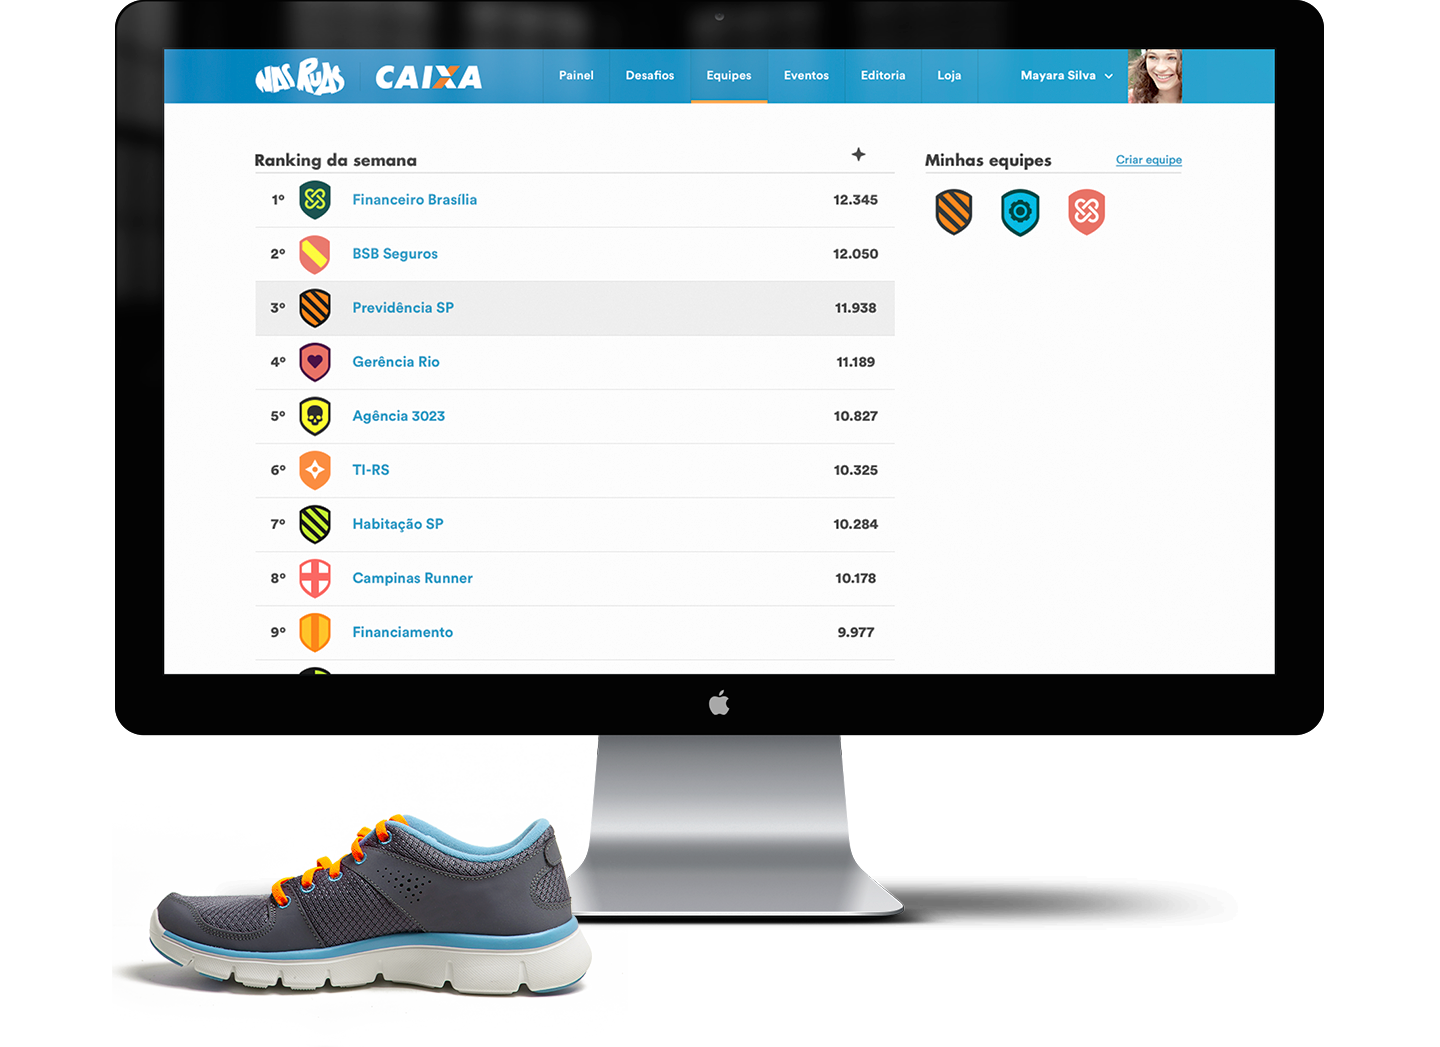 NAS RUAS CAIXA Painel Desafios Equipes Eventos Editoria Loja Mayara Silva
Ranking da semana
1º Financeiro Brasília 12.345
2º BSB Seguros 12.050
3º Previdência SP 11.938
4º Gerência Rio 11.189
5º Agência 3023 10.827
6º TI-RS 10.325
7º Habitação SP 10.284
8º Campinas Runner 10.178
9º Financiamento 9.977
Minhas equipes Criar equipe